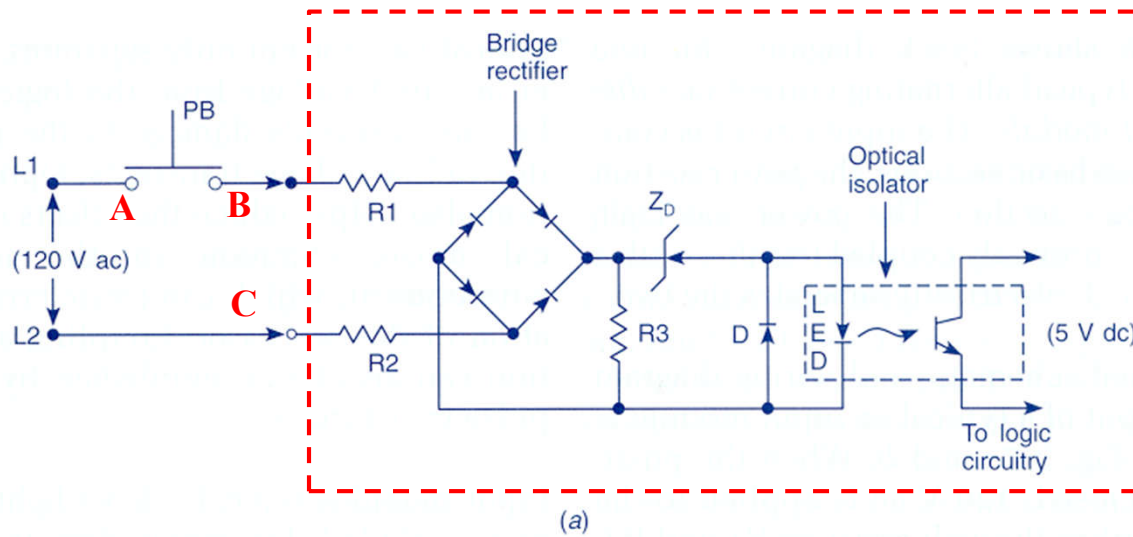 Bridge
rectifier
PB
Optical
isolator
L1
A
B
R1
Z_D
(120 V ac)
C
L
E
D
R3
D
(5 V dc)
L2
R2
To logic
circuitry
(a)